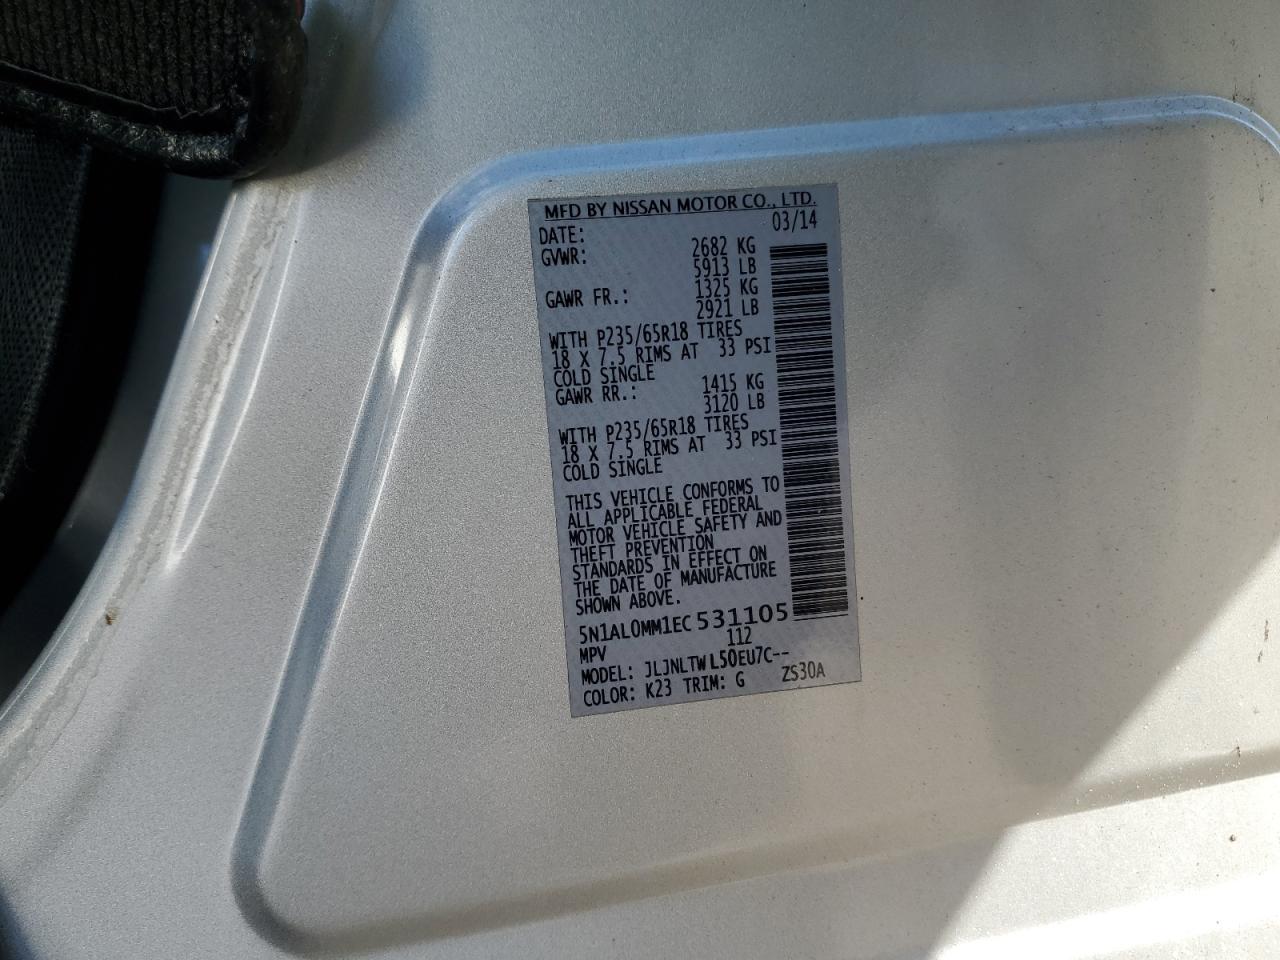 MFD BY NISSAN MOTOR CO., LTD.
DATE: 03/14
GVWR: 2682 KG
5913 LB
GAWR FR.: 1325 KG
2921 LB
WITH P235/65R18 TIRES
18 X 7.5 RIMS AT 33 PSI
COLD SINGLE
GAWR RR.: 1415 KG
3120 LB
WITH P235/65R18 TIRES
18 X 7.5 RIMS AT 33 PSI
COLD SINGLE
THIS VEHICLE CONFORMS TO
ALL APPLICABLE FEDERAL
MOTOR VEHICLE SAFETY AND
THEFT PREVENTION
STANDARDS IN EFFECT ON
THE DATE OF MANUFACTURE
SHOWN ABOVE.
5N1AL0MM1EC531105
MPV 112
MODEL: JLJNLTWL50EU7C--
COLOR: K23 TRIM: G ZS30A